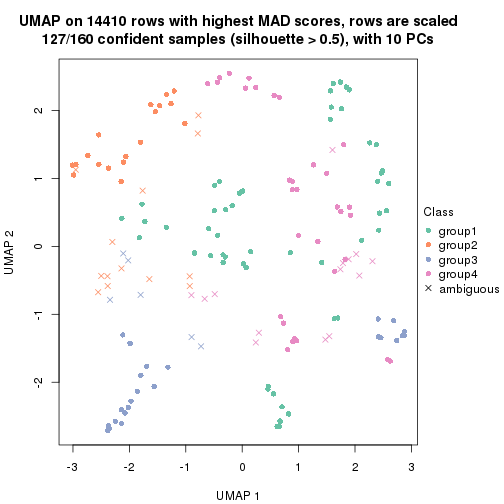 UMAP on 14410 rows with highest MAD scores, rows are scaled
127/160 confident samples (silhouette > 0.5), with 10 PCs
UMAP 2
2
1
0
-1
-2
-3
-2
-1
0
1
2
3
UMAP 1
Class
group1
group2
group3
group4
ambiguous